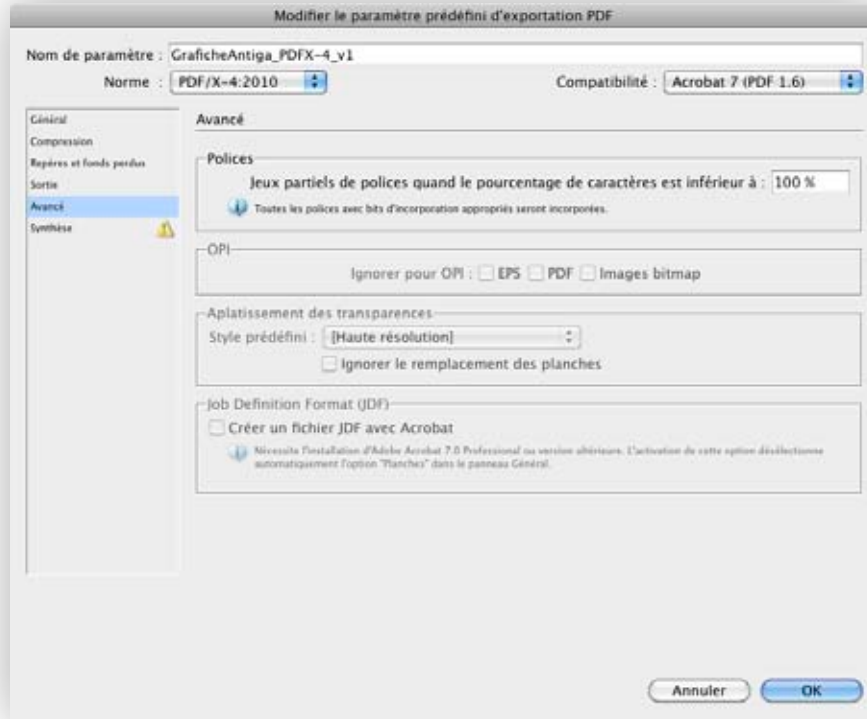 Modifier le paramètre prédéfini d'exportation PDF
Nom de paramètre : GraficheAntiga_PDFX-4_v1
Norme : PDF/X-4:2010 Compatibilité : Acrobat 7 (PDF 1.6)
Général
Compression
Repères et fonds perdus
Sortie
Avancé
Synthèse
Avancé
Polices
Jeux partiels de polices quand le pourcentage de caractères est inférieur à : 100 %
Toutes les polices avec bits d'incorporation appropriés seront incorporées.
OPI
Ignorer pour OPI : EPS PDF Images bitmap
Aplatissement des transparences
Style prédéfini : [Haute résolution]
Ignorer le remplacement des planches
Job Definition Format (JDF)
Créer un fichier JDF avec Acrobat
Nécessite l'installation d'Adobe Acrobat 7.0 Professional ou version ultérieure. L'activation de cette option désélectionne
automatiquement l'option "Planches" dans le panneau Général.
Annuler OK